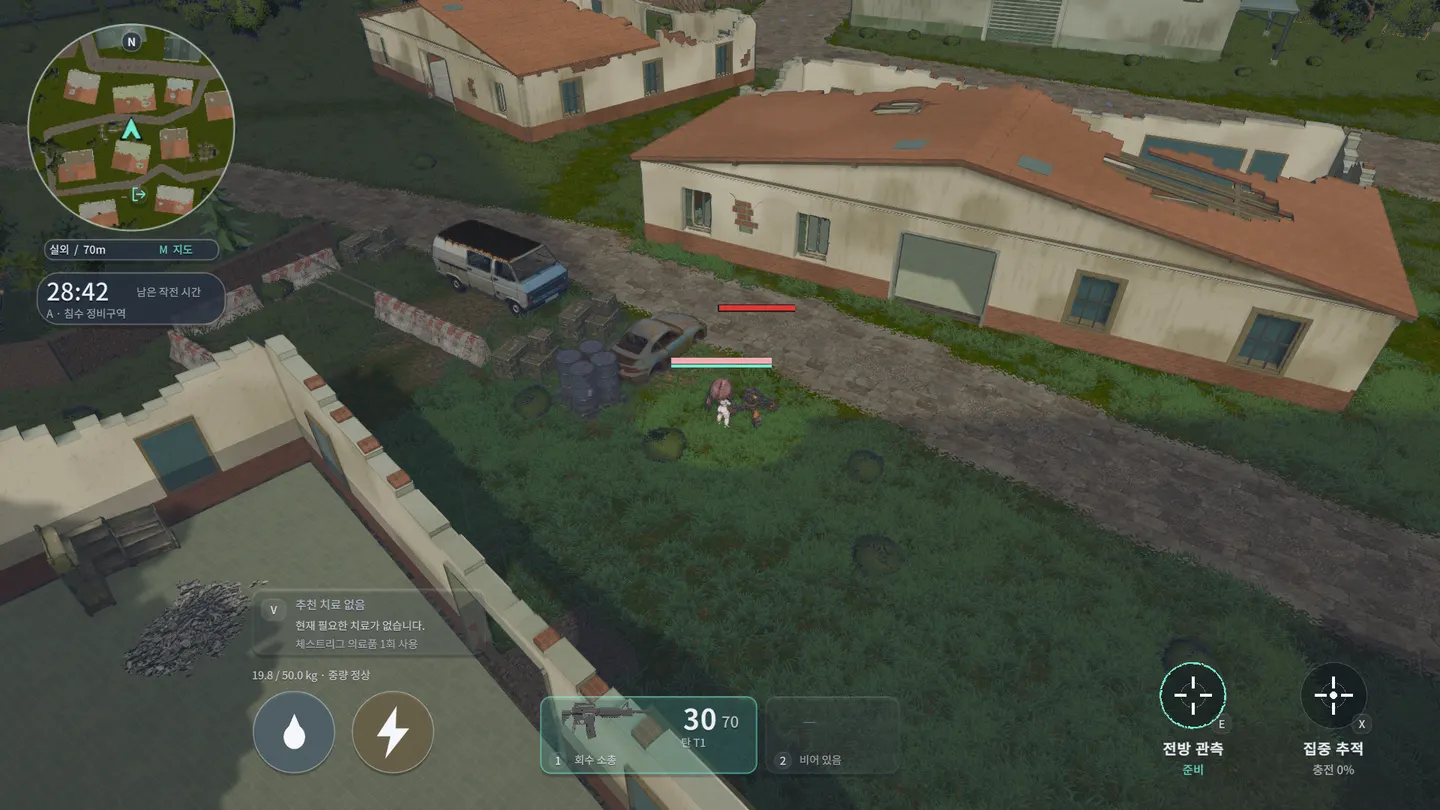 N
실외 / 70m
M 지도
28:42
남은 작전 시간
A · 침수 정비구역
V
추천 치료 없음
현재 필요한 치료가 없습니다.
체스트리그 의료품 1회 사용
19.8 / 50.0 kg · 중량 정상
30 70
탄 T1
1 회수 소총
2 비어 있음
E
전방 관측
준비
X
집중 추적
충전 0%